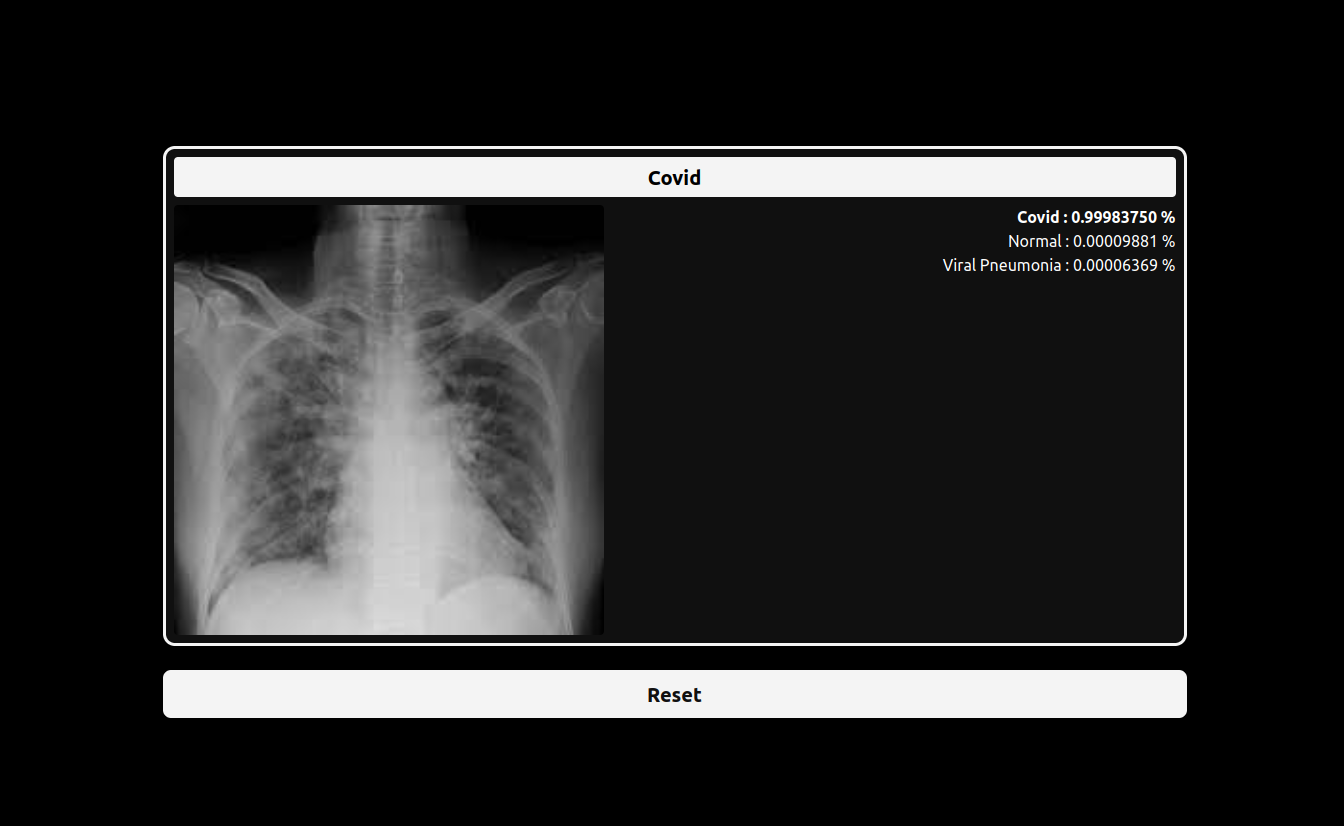 Covid
Covid : 0.99983750 %
Normal : 0.00009881 %
Viral Pneumonia : 0.00006369 %
Reset